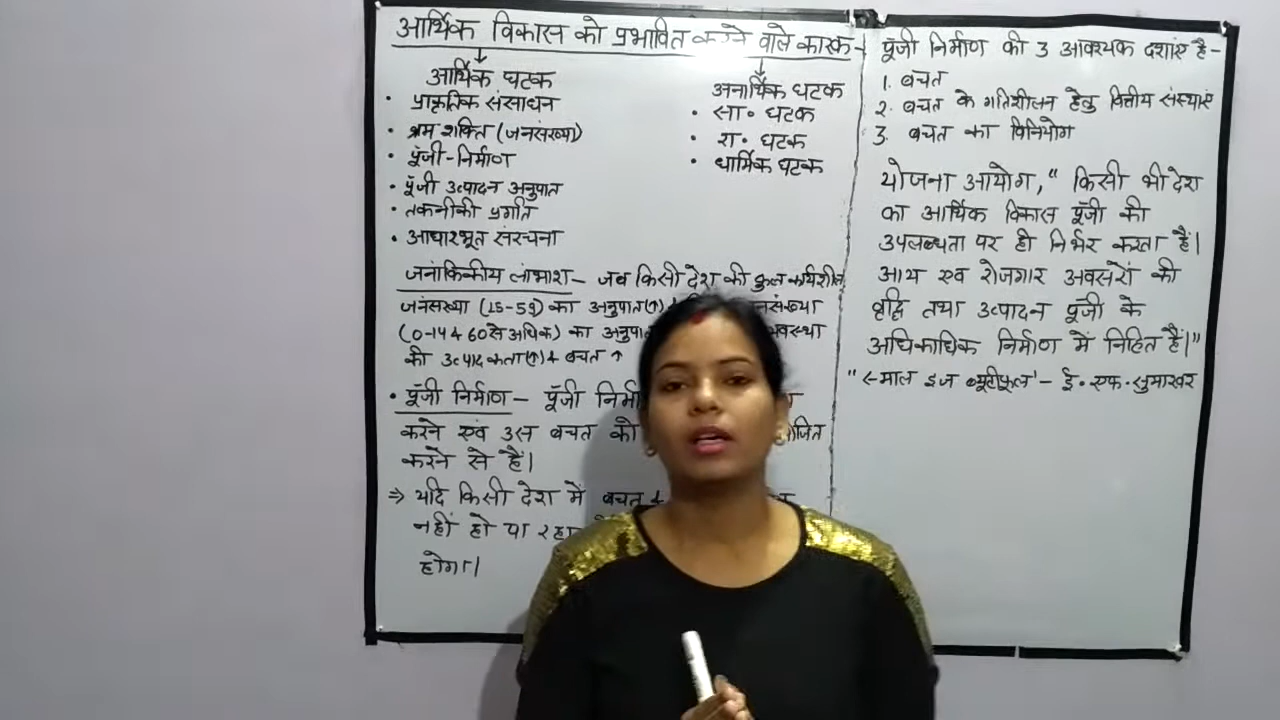 आर्थिक विकास को प्रभावित करने वाले कारक-
आर्थिक घटक
• प्राकृतिक संसाधन
• श्रम शक्ति (जनसंख्या)
• पूँजी-निर्माण
• पूँजी उत्पादन अनुपात
• तकनीकी प्रगति
• आधारभूत संरचना
अनार्थिक घटक
• सा॰ घटक
• रा॰ घटक
• धार्मिक घटक
जनांकिकीय लाभांश- जब किसी देश की कुल कार्यशील
जनसंख्या (15-59) का अनुपात(↑) नसंख्या
(0-14 & 60 से अधिक) का अनुपात व्यवस्था
की उत्पादकता(↑) & बचत ↑
• पूँजी निर्माण- पूँजी निर्मा
करने एवं उस बचत को योजित
करने से है।
⇒ यदि किसी देश में बचत &
नहीं हो पा रहा
होगा।
पूँजी निर्माण की 3 आवश्यक दशाएं है-
1. बचत
2. बचत के गतिशीलन हेतु वित्तीय संस्थाएं
3. बचत का विनियोग
योजना आयोग, "किसी भी देश
का आर्थिक विकास पूँजी की
उपलब्धता पर ही निर्भर करता है।
आय एवं रोजगार अवसरों की
वृद्धि तथा उत्पादन पूँजी के
अधिकाधिक निर्माण में निहित है।"
"स्माल इज ब्यूटीफूल'- ई॰ एफ॰ शुमाखर